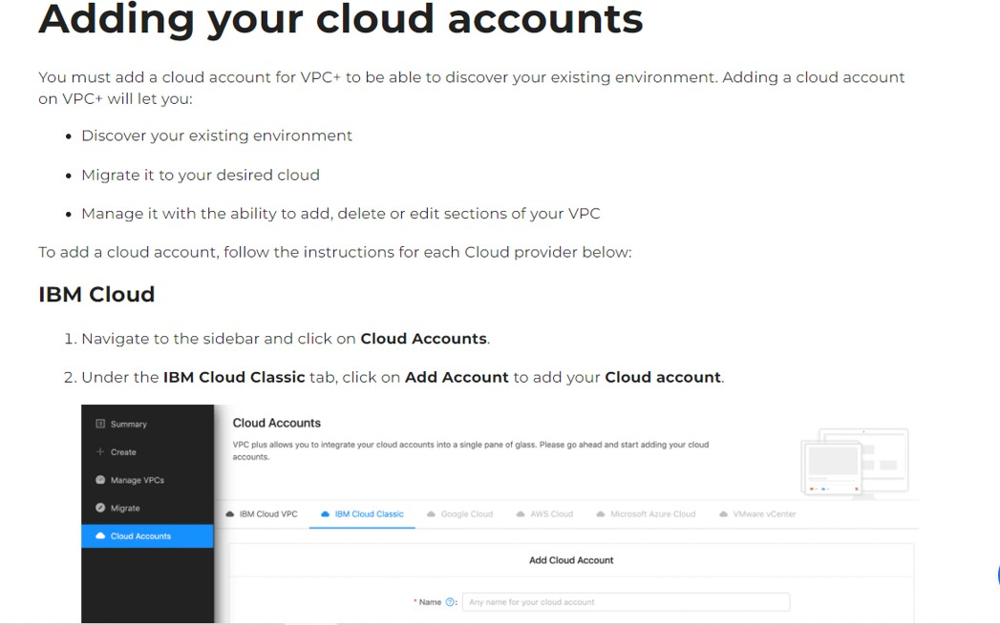 Adding your cloud accounts
You must add a cloud account for VPC+ to be able to discover your existing environment. Adding a cloud account
on VPC+ will let you:
• Discover your existing environment
• Migrate it to your desired cloud
• Manage it with the ability to add, delete or edit sections of your VPC
To add a cloud account, follow the instructions for each Cloud provider below:
IBM Cloud
1. Navigate to the sidebar and click on Cloud Accounts.
2. Under the IBM Cloud Classic tab, click on Add Account to add your Cloud account.
Summary
Create
Manage VPCs
Migrate
Cloud Accounts
Cloud Accounts
VPC plus allows you to integrate your cloud accounts into a single pane of glass. Please go ahead and start adding your cloud
accounts.
IBM Cloud VPC IBM Cloud Classic Google Cloud AWS Cloud Microsoft Azure Cloud VMware vCenter
Add Cloud Account
* Name ?: Any name for your cloud account